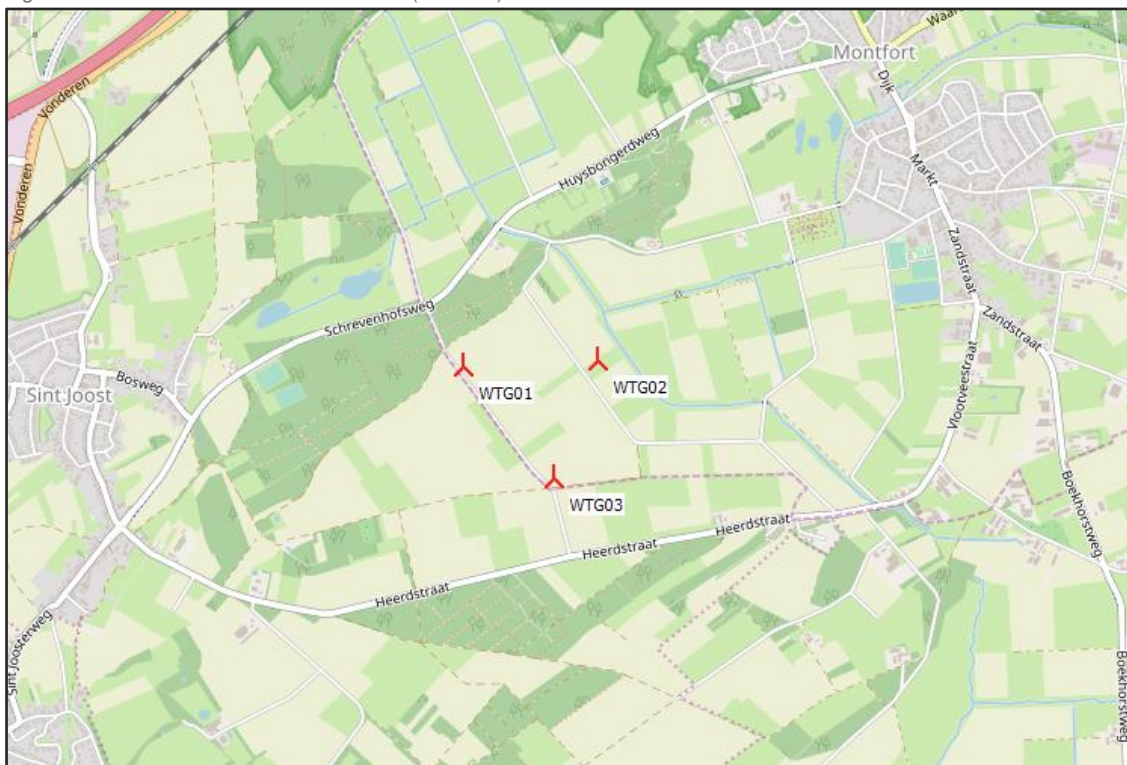 Waar
Montfort
Dijk
Vonderen
Markt
Huysbongerdweg
Vonderen
Zandstraat
Schrevenhofsweg
Zandstraat
Bosweg
Sint Joost
WTG01
WTG02
Vlootveestraat
WTG03
Boekhorstweg
Heerdstraat
Heerdstraat
Heerdstraat
Sint Joosterweg
Boekhorstweg